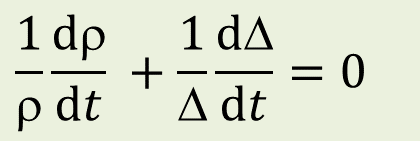 1/ρ dρ/dt + 1/Δ dΔ/dt = 0